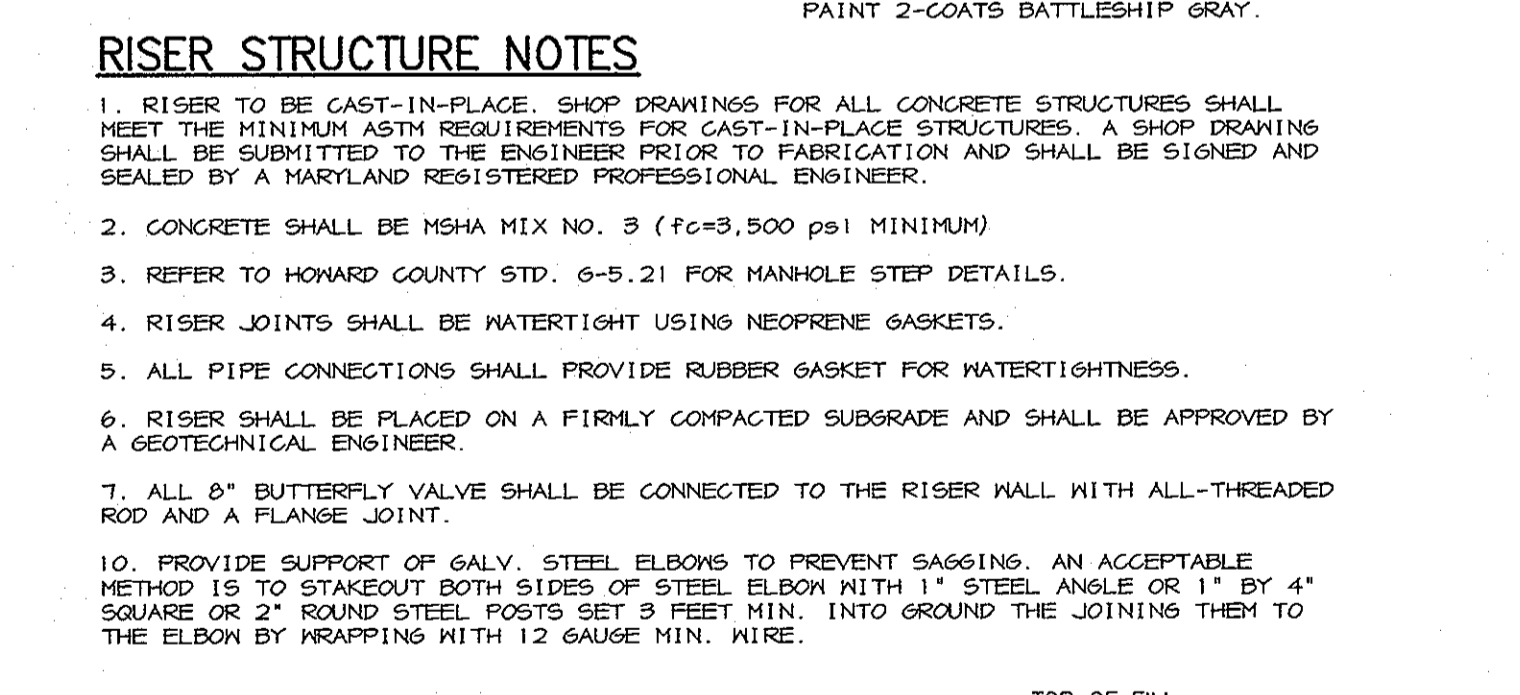 PAINT 2-COATS BATTLESHIP GRAY.
RISER STRUCTURE NOTES
1. RISER TO BE CAST-IN-PLACE. SHOP DRAWINGS FOR ALL CONCRETE STRUCTURES SHALL
MEET THE MINIMUM ASTM REQUIREMENTS FOR CAST-IN-PLACE STRUCTURES. A SHOP DRAWING
SHALL BE SUBMITTED TO THE ENGINEER PRIOR TO FABRICATION AND SHALL BE SIGNED AND
SEALED BY A MARYLAND REGISTERED PROFESSIONAL ENGINEER.
2. CONCRETE SHALL BE MSHA MIX NO. 3 (fc=3,500 psi MINIMUM)
3. REFER TO HOWARD COUNTY STD. G-5.21 FOR MANHOLE STEP DETAILS.
4. RISER JOINTS SHALL BE WATERTIGHT USING NEOPRENE GASKETS.
5. ALL PIPE CONNECTIONS SHALL PROVIDE RUBBER GASKET FOR WATERTIGHTNESS.
6. RISER SHALL BE PLACED ON A FIRMLY COMPACTED SUBGRADE AND SHALL BE APPROVED BY
A GEOTECHNICAL ENGINEER.
7. ALL 8" BUTTERFLY VALVE SHALL BE CONNECTED TO THE RISER WALL WITH ALL-THREADED
ROD AND A FLANGE JOINT.
10. PROVIDE SUPPORT OF GALV. STEEL ELBOWS TO PREVENT SAGGING. AN ACCEPTABLE
METHOD IS TO STAKEOUT BOTH SIDES OF STEEL ELBOW WITH 1" STEEL ANGLE OR 1" BY 4"
SQUARE OR 2" ROUND STEEL POSTS SET 3 FEET MIN. INTO GROUND THE JOINING THEM TO
THE ELBOW BY WRAPPING WITH 12 GAUGE MIN. WIRE.